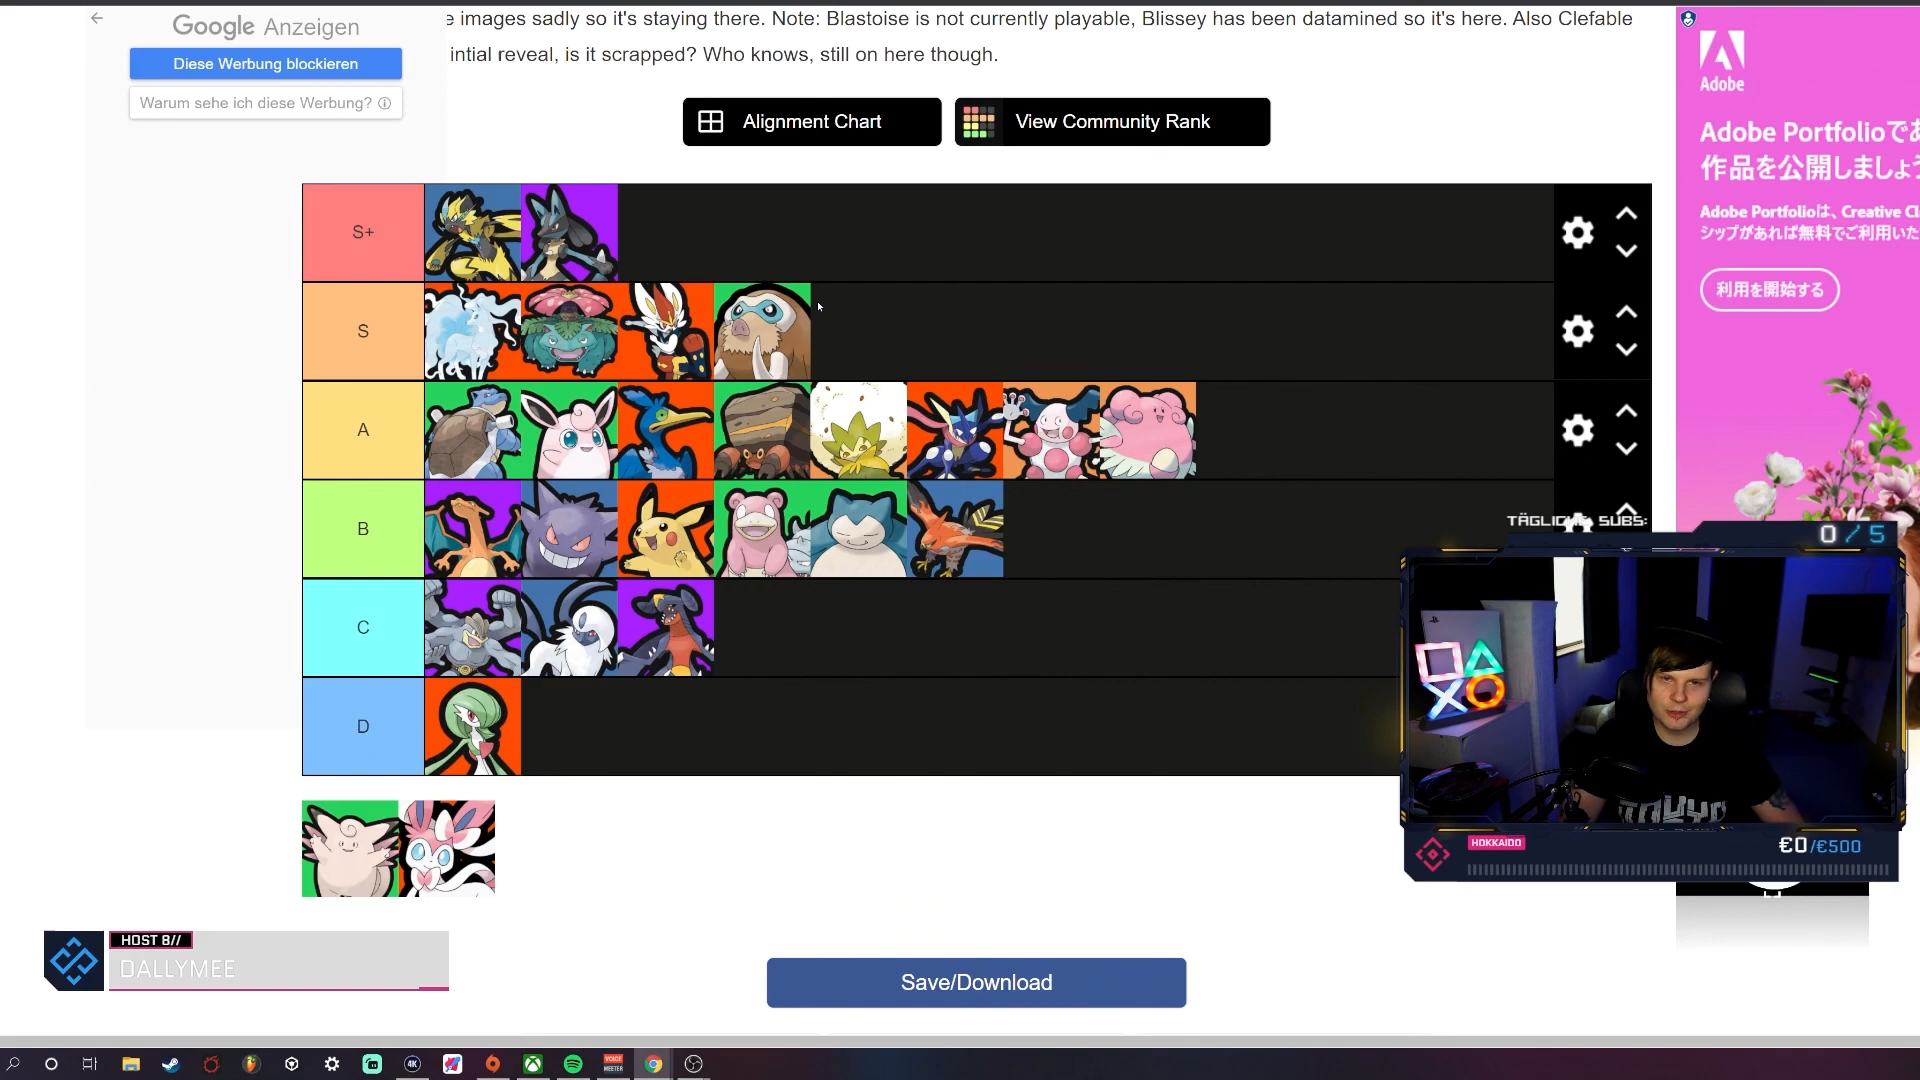 Google Anzeigen
Diese Werbung blockieren
Warum sehe ich diese Werbung?
e images sadly so it's staying there. Note: Blastoise is not currently playable, Blissey has been datamined so it's here. Also Clefable
intial reveal, is it scrapped? Who knows, still on here though.
Alignment Chart
View Community Rank
S+
S
A
B
C
D
Adobe
Adobe Portfolioで
作品を公開しましょう
Adobe Portfolioは、Creative
シップがあれば無料でご利用いた
利用を開始する
TÄGLICHE SUBS:
0 / 5
TOKYO
HOKKAIDO
€0/€500
HOST 8//
DALLYMEE
Save/Download
4K
VOICE
MEETER